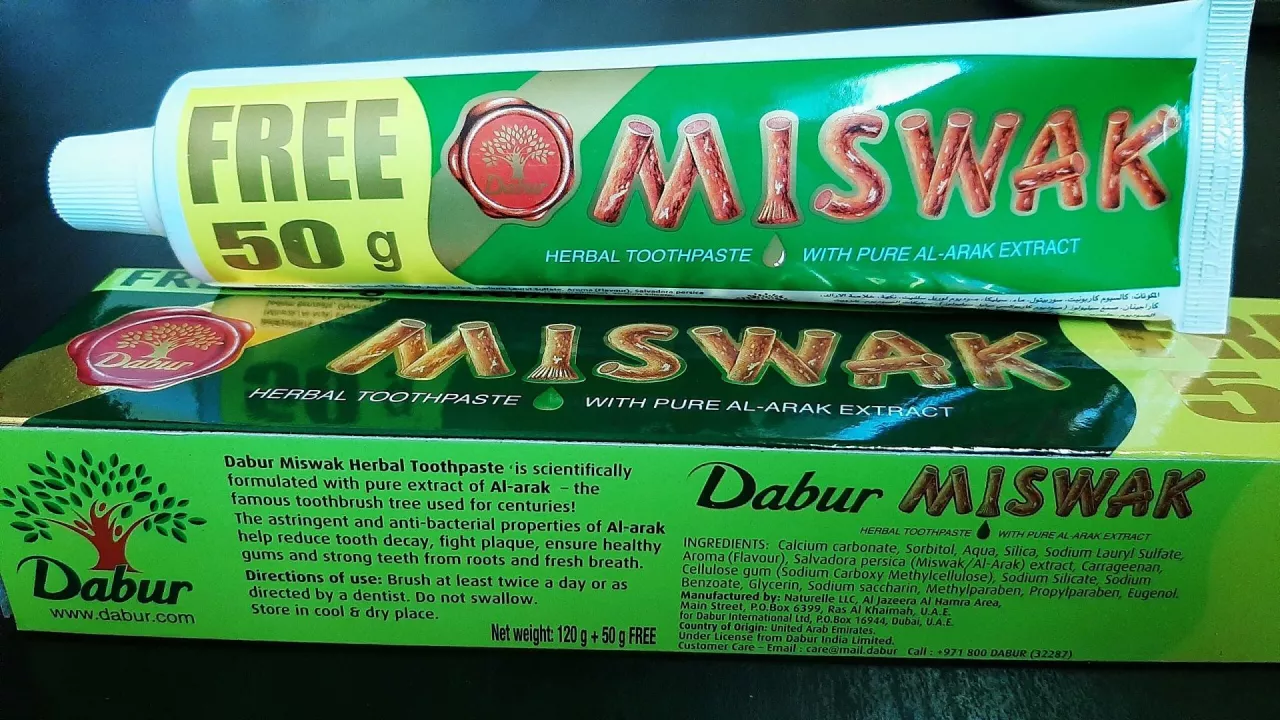 FREE
50 g
Dabur
MISWAK
HERBAL TOOTHPASTE WITH PURE AL-ARAK EXTRACT
Aroma (Flavour), Salvadora persica
FR
Dabur
MISWAK
HERBAL TOOTHPASTE WITH PURE AL-ARAK EXTRACT
5
Dabur
www.dabur.com
Dabur Miswak Herbal Toothpaste is scientifically
formulated with pure extract of Al-arak – the
famous toothbrush tree used for centuries!
The astringent and anti-bacterial properties of Al-arak
help reduce tooth decay, fight plaque, ensure healthy
gums and strong teeth from roots and fresh breath.
Directions of use: Brush at least twice a day or as
directed by a dentist. Do not swallow.
Store in cool & dry place.
Net weight: 120 g + 50 g FREE
Dabur MISWAK
HERBAL TOOTHPASTE WITH PURE AL-ARAK EXTRACT
INGREDIENTS: Calcium carbonate, Sorbitol, Aqua, Silica, Sodium Lauryl Sulfate,
Aroma (Flavour), Salvadora persica (Miswak/Al-Arak) extract, Carrageenan,
Cellulose gum (Sodium Carboxy Methylcellulose), Sodium Silicate, Sodium
Benzoate, Glycerin, Sodium saccharin, Methylparaben, Propylparaben, Eugenol.
Manufactured by: Naturelle LLC, Al Jazeera Al Hamra Area,
Main Street, P.O.Box 6399, Ras Al Khaimah, U.A.E.
for Dabur International Ltd, P.O.Box 16944, Dubai, U.A.E.
Country of Origin: United Arab Emirates.
Under License from Dabur India Limited.
Customer Care – Email : care@mail.dabur Call : +971 800 DABUR (32287)